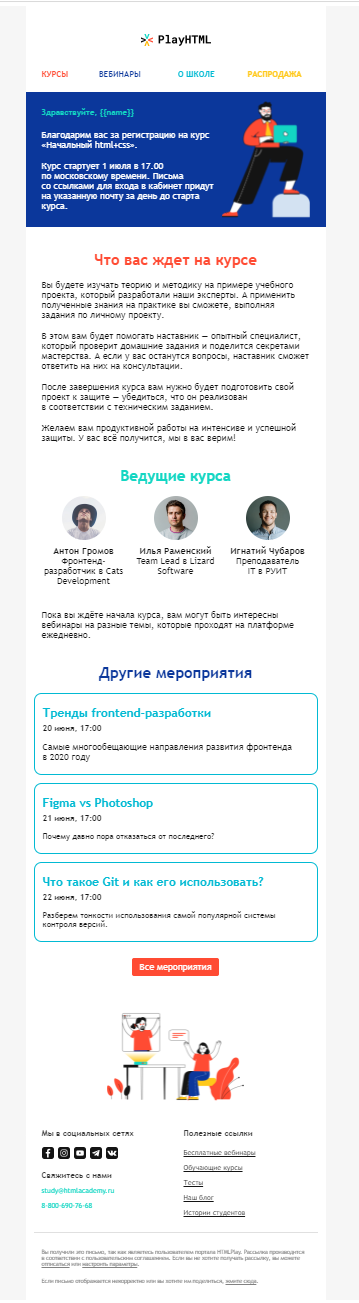 PlayHTML
КУРСЫ ВЕБИНАРЫ О ШКОЛЕ РАСПРОДАЖА
Здравствуйте, {{name}}
Благодарим вас за регистрацию на курс
«Начальный html+css».
Курс стартует 1 июля в 17.00
по московскому времени. Письма
со ссылками для входа в кабинет придут
на указанную почту за день до старта
курса.
Что вас ждет на курсе
Вы будете изучать теорию и методику на примере учебного
проекта, который разработали наши эксперты. А применить
полученные знания на практике вы сможете, выполняя
задания по личному проекту.
В этом вам будет помогать наставник — опытный специалист,
который проверит домашние задания и поделится секретами
мастерства. А если у вас останутся вопросы, наставник сможет
ответить на них на консультации.
После завершения курса вам нужно будет подготовить свой
проект к защите — убедиться, что он реализован
в соответствии с техническим заданием.
Желаем вам продуктивной работы на интенсиве и успешной
защиты. У вас всё получится, мы в вас верим!
Ведущие курса
Антон Громов
Фронтенд-
разработчик в Cats
Development
Илья Раменский
Team Lead в Lizard
Software
Игнатий Чубаров
Преподаватель
IT в РУИТ
Пока вы ждёте начала курса, вам могут быть интересны
вебинары на разные темы, которые проходят на платформе
ежедневно.
Другие мероприятия
Тренды frontend-разработки
20 июня, 17:00
Самые многообещающие направления развития фронтенда
в 2020 году
Figma vs Photoshop
21 июня, 17:00
Почему давно пора отказаться от последнего?
Что такое Git и как его использовать?
22 июня, 17:00
Разберем тонкости использования самой популярной системы
контроля версий.
Все мероприятия
Мы в социальных сетях
Свяжитесь с нами
study@htmlacademy.ru
8-800-690-76-68
Полезные ссылки
Бесплатные вебинары
Обучающие курсы
Тесты
Наш блог
Истории студентов
Вы получили это письмо, так как являетесь пользователем портала HTMLPlay. Рассылка производится
в соответствии с пользовательским соглашением. Если вы не хотите получать рассылку, вы можете
отписаться или настроить параметры.
Если письмо отображается некорректно или вы хотите им поделиться, жмите сюда.